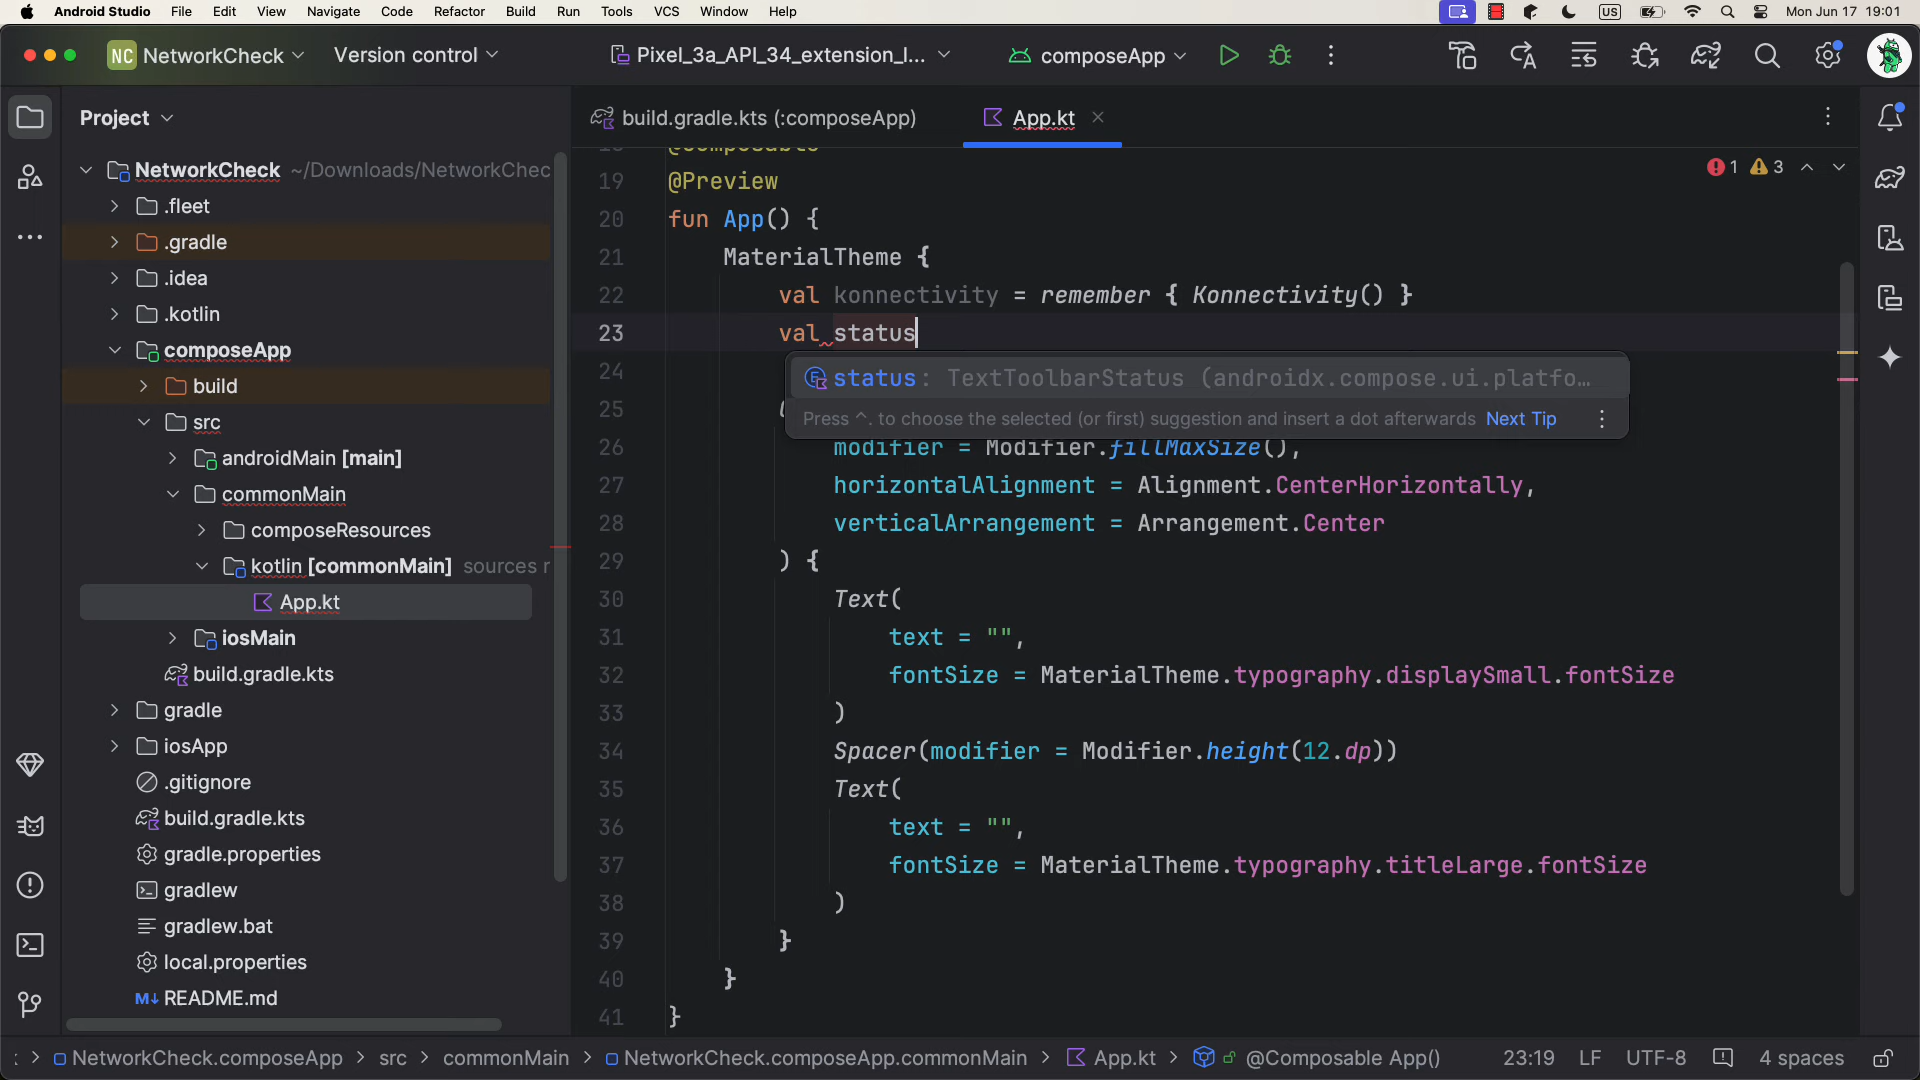 Android Studio File Edit View Navigate Code Refactor Build Run Tools VCS Window Help US Mon Jun 17 19:01
NC NetworkCheck Version control Pixel_3a_API_34_extension_l... composeApp
Project
build.gradle.kts (:composeApp) App.kt
NetworkCheck ~/Downloads/NetworkChec
.fleet
.gradle
.idea
.kotlin
composeApp
build
src
androidMain [main]
commonMain
composeResources
kotlin [commonMain] sources r
App.kt
iosMain
build.gradle.kts
gradle
iosApp
.gitignore
build.gradle.kts
gradle.properties
gradlew
gradlew.bat
local.properties
M↓ README.md
1 3
@Composable
19 @Preview
20 fun App() {
21 MaterialTheme {
22 val konnectivity = remember { Konnectivity() }
23 val status
status: TextToolbarStatus (androidx.compose.ui.platfo...
Press ^. to choose the selected (or first) suggestion and insert a dot afterwards Next Tip
24
25
26 modifier = Modifier.fillMaxSize(),
27 horizontalAlignment = Alignment.CenterHorizontally,
28 verticalArrangement = Arrangement.Center
29 ) {
30 Text(
31 text = "",
32 fontSize = MaterialTheme.typography.displaySmall.fontSize
33 )
34 Spacer(modifier = Modifier.height(12.dp))
35 Text(
36 text = "",
37 fontSize = MaterialTheme.typography.titleLarge.fontSize
38 )
39 }
40 }
41 }
NetworkCheck.composeApp > src > commonMain > NetworkCheck.composeApp.commonMain > App.kt > @Composable App() 23:19 LF UTF-8 4 spaces